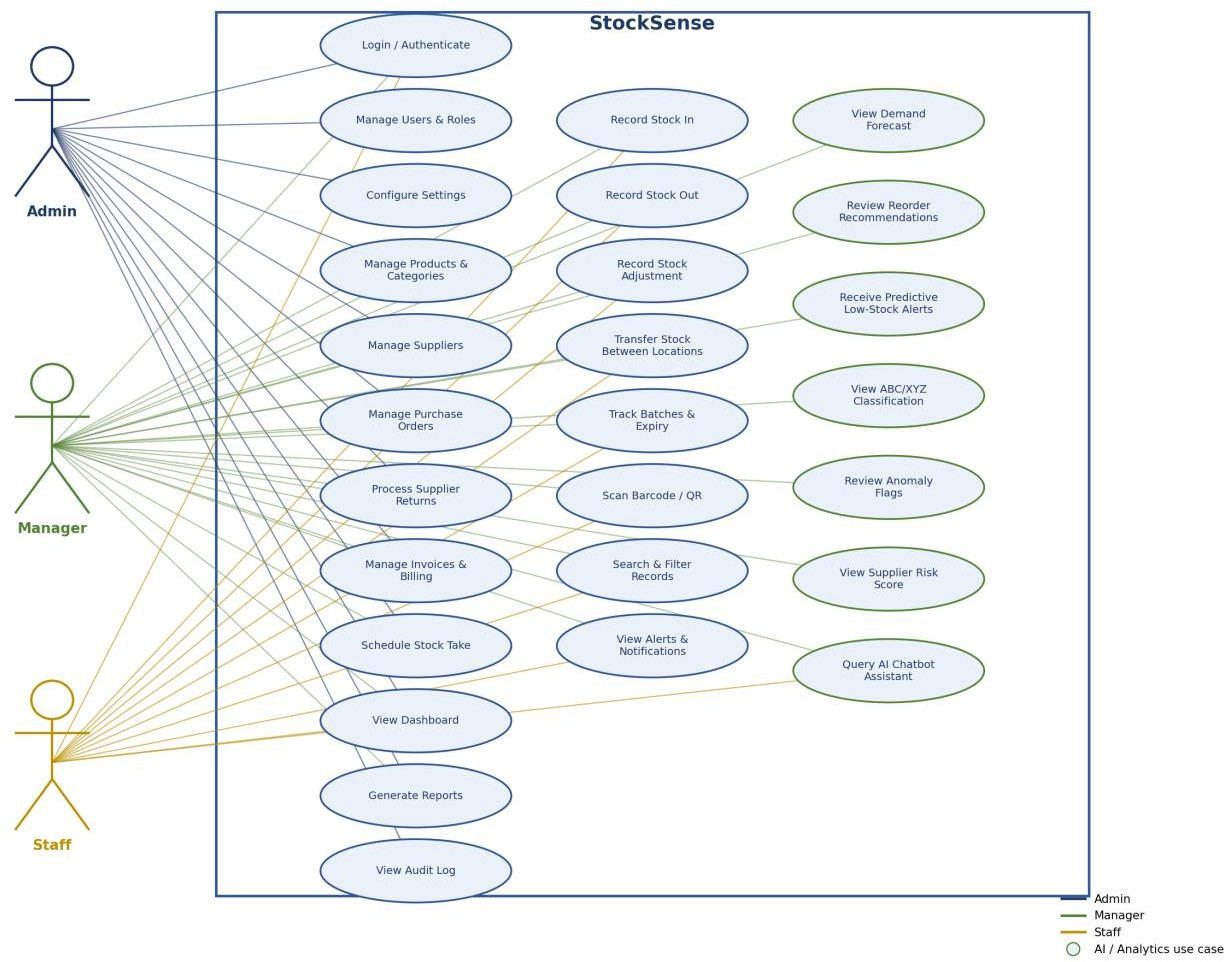 StockSense
Admin
Manager
Staff
Login / Authenticate
Manage Users & Roles
Configure Settings
Manage Products &
Categories
Manage Suppliers
Manage Purchase
Orders
Process Supplier
Returns
Manage Invoices &
Billing
Schedule Stock Take
View Dashboard
Generate Reports
View Audit Log
Record Stock In
Record Stock Out
Record Stock
Adjustment
Transfer Stock
Between Locations
Track Batches &
Expiry
Scan Barcode / QR
Search & Filter
Records
View Alerts &
Notifications
View Demand
Forecast
Review Reorder
Recommendations
Receive Predictive
Low-Stock Alerts
View ABC/XYZ
Classification
Review Anomaly
Flags
View Supplier Risk
Score
Query AI Chatbot
Assistant
Admin
Manager
Staff
AI / Analytics use case